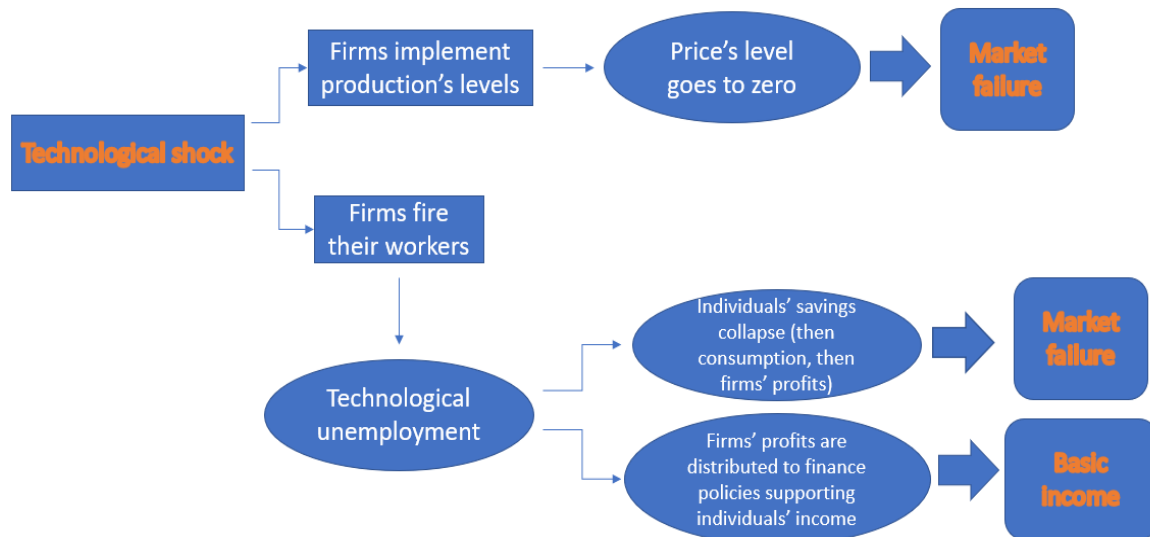 Firms implement
production's levels
Price's level
goes to zero
Market
failure
Technological shock
Firms fire
their workers
Technological
unemployment
Individuals' savings
collapse (then
consumption, then
firms' profits)
Market
failure
Firms' profits are
distributed to finance
policies supporting
individuals' income
Basic
income